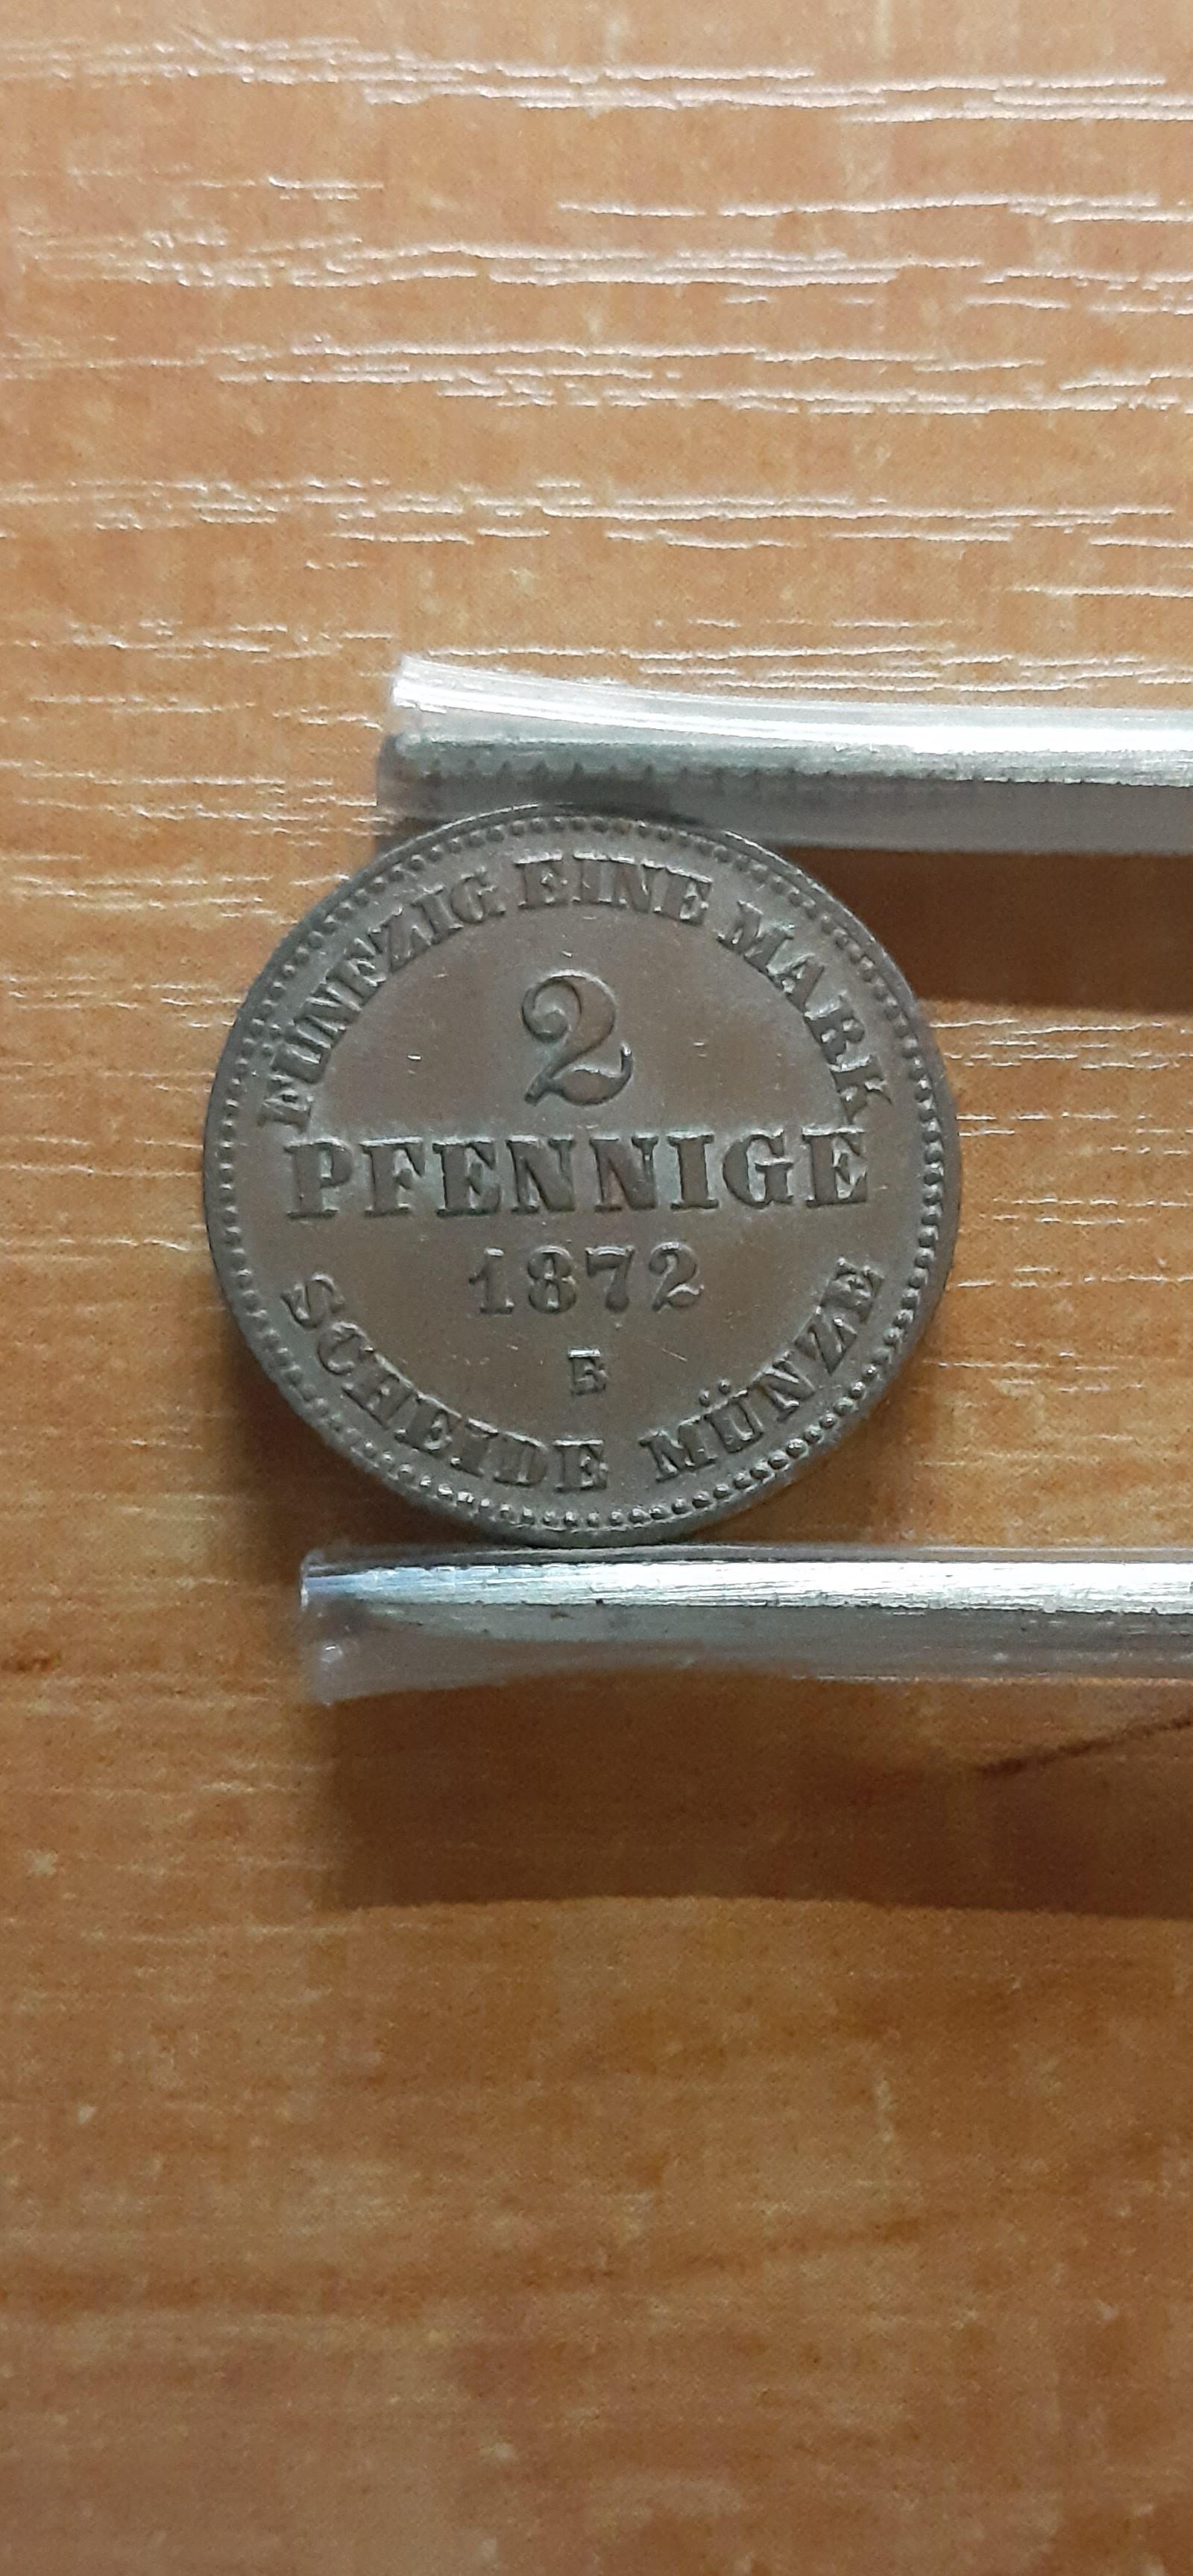 FÜNFZIG EINE MARK
2
PFENNIGE
1872
B
SCHEIDE MÜNZE